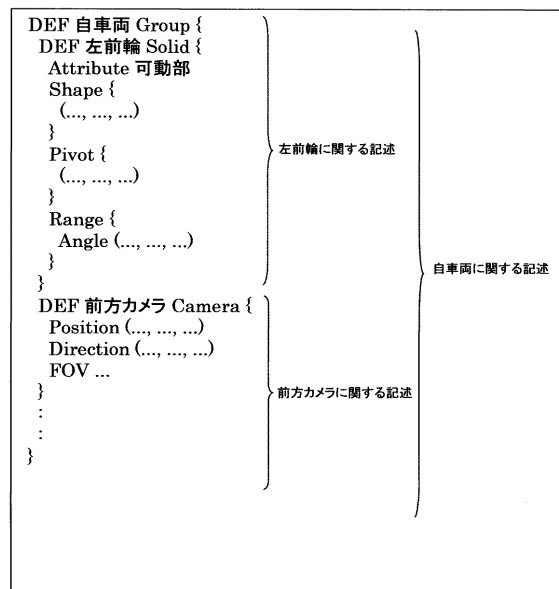 DEF 自車両 Group {
DEF 左前輪 Solid {
Attribute 可動部
Shape {
(..., ..., ...)
}
Pivot {
(..., ..., ...)
}
Range {
Angle (..., ..., ...)
}
}
DEF 前方カメラ Camera {
Position (..., ..., ...)
Direction (..., ..., ...)
FOV ...
}
:
:
}
左前輪に関する記述
前方カメラに関する記述
自車両に関する記述